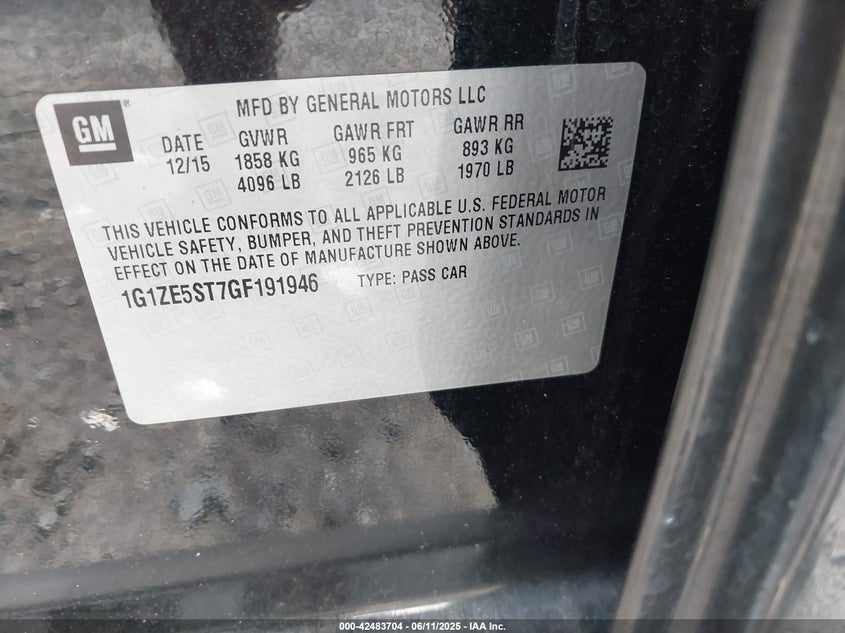 GM
MFD BY GENERAL MOTORS LLC
DATE GVWR GAWR FRT GAWR RR
12/15 1858 KG 965 KG 893 KG
4096 LB 2126 LB 1970 LB
THIS VEHICLE CONFORMS TO ALL APPLICABLE U.S. FEDERAL MOTOR
VEHICLE SAFETY, BUMPER, AND THEFT PREVENTION STANDARDS IN
EFFECT ON THE DATE OF MANUFACTURE SHOWN ABOVE.
1G1ZE5ST7GF191946 TYPE: PASS CAR
000-42483704 - 06/11/2025 - IAA Inc.